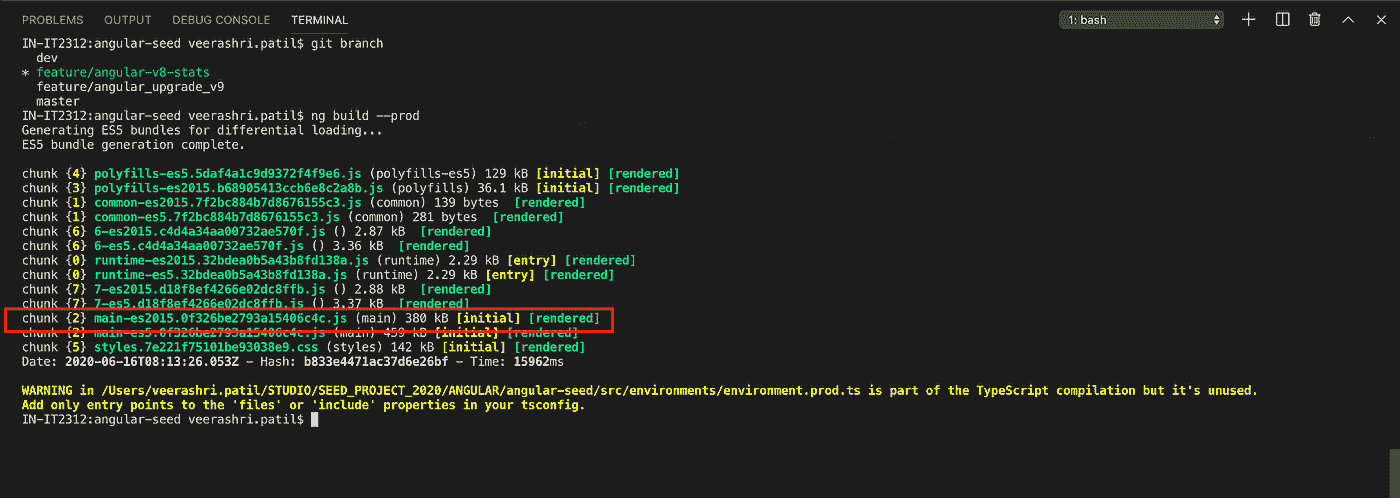 PROBLEMS OUTPUT DEBUG CONSOLE TERMINAL 1: bash
IN-IT2312:angular-seed veerashri.patil$ git branch
dev
* feature/angular-v8-stats
feature/angular_upgrade_v9
master
IN-IT2312:angular-seed veerashri.patil$ ng build --prod
Generating ES5 bundles for differential loading...
ES5 bundle generation complete.
chunk {4} polyfills-es5.5daf4a1c9d9372f4f9e6.js (polyfills-es5) 129 kB [initial] [rendered]
chunk {3} polyfills-es2015.b68905413ccb6e8c2a8b.js (polyfills) 36.1 kB [initial] [rendered]
chunk {1} common-es2015.7f2bc884b7d8676155c3.js (common) 139 bytes [rendered]
chunk {1} common-es5.7f2bc884b7d8676155c3.js (common) 281 bytes [rendered]
chunk {6} 6-es2015.c4d4a34aa00732ae570f.js () 2.87 kB [rendered]
chunk {6} 6-es5.c4d4a34aa00732ae570f.js () 3.36 kB [rendered]
chunk {0} runtime-es2015.32bdea0b5a43b8fd138a.js (runtime) 2.29 kB [entry] [rendered]
chunk {0} runtime-es5.32bdea0b5a43b8fd138a.js (runtime) 2.29 kB [entry] [rendered]
chunk {7} 7-es2015.d18f8ef4266e02dc8ffb.js () 2.88 kB [rendered]
chunk {7} 7-es5.d18f8ef4266e02dc8ffb.js () 3.37 kB [rendered]
chunk {2} main-es2015.0f326be2793a15406c4c.js (main) 380 kB [initial] [rendered]
chunk {2} main-es5.0f326be2793a15406c4c.js (main) 459 kB [initial] [rendered]
chunk {5} styles.7e221f75101be93038e9.css (styles) 142 kB [initial] [rendered]
Date: 2020-06-16T08:13:26.053Z - Hash: b833e4471ac37d6e26bf - Time: 15962ms
WARNING in /Users/veerashri.patil/STUDIO/SEED_PROJECT_2020/ANGULAR/angular-seed/src/environments/environment.prod.ts is part of the TypeScript compilation but it's unused.
Add only entry points to the 'files' or 'include' properties in your tsconfig.
IN-IT2312:angular-seed veerashri.patil$